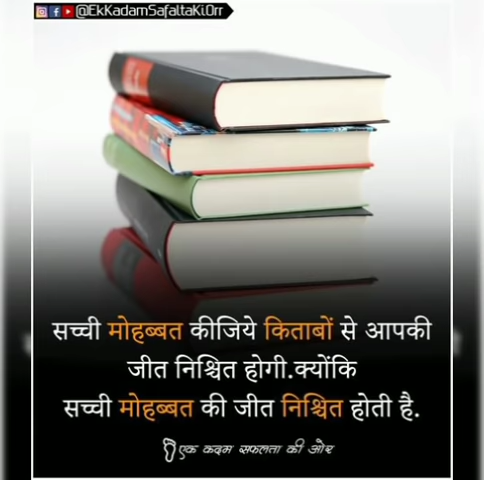 @EkKadamSafaltaKiOrr
सच्ची मोहब्बत कीजिये किताबों से आपकी
जीत निश्चित होगी.क्योंकि
सच्ची मोहब्बत की जीत निश्चित होती है.
एक कदम सफलता की ओर